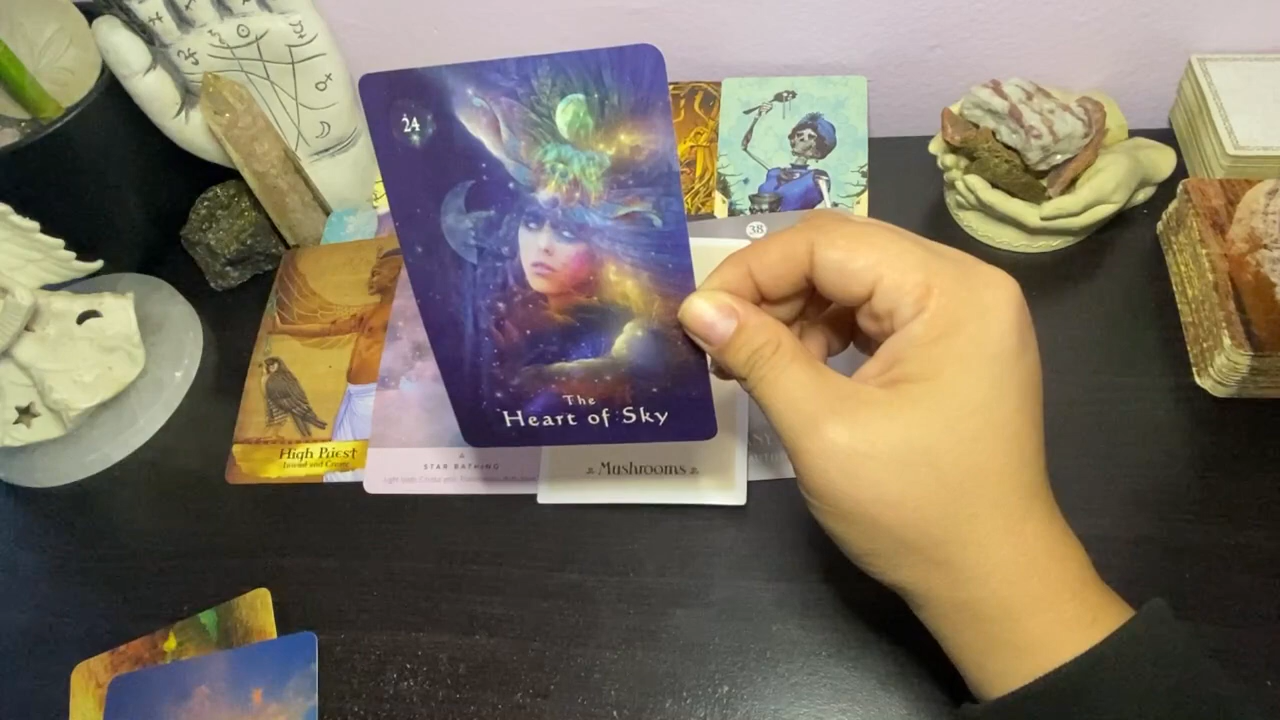 24
The
Heart of Sky
38
High Priest
STAR BATHING
Mushrooms